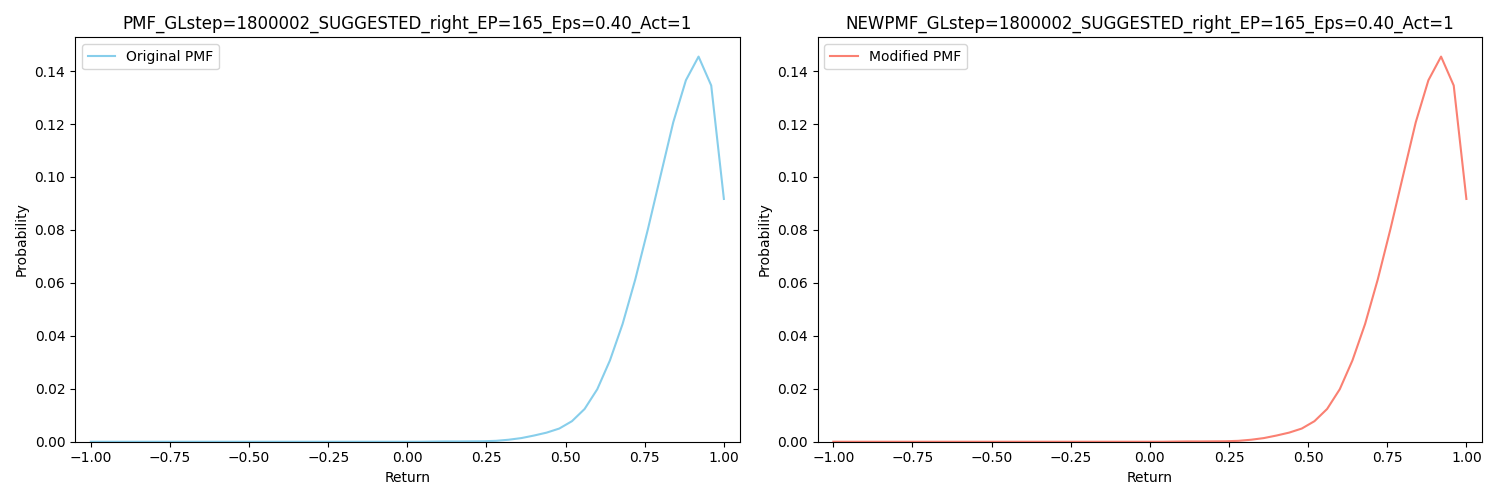 PMF_GLstep=1800002_SUGGESTED_right_EP=165_Eps=0.40_Act=1
Original PMF
Probability
0.14
0.12
0.10
0.08
0.06
0.04
0.02
0.00
−1.00 −0.75 −0.50 −0.25 0.00 0.25 0.50 0.75 1.00
Return
NEWPMF_GLstep=1800002_SUGGESTED_right_EP=165_Eps=0.40_Act=1
Modified PMF
Probability
0.14
0.12
0.10
0.08
0.06
0.04
0.02
0.00
−1.00 −0.75 −0.50 −0.25 0.00 0.25 0.50 0.75 1.00
Return